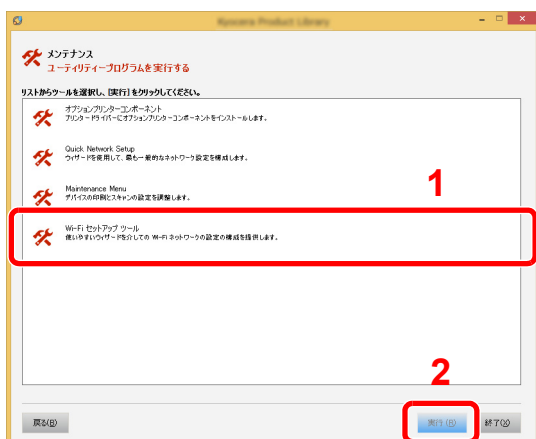 Kyocera Product Library
メンテナンス
ユーティリティープログラムを実行する
リストからツールを選択し、[実行]をクリックしてください。
オプションプリンターコンポーネント
プリンタードライバーにオプションプリンターコンポーネントをインストールします。
Quick Network Setup
ウィザードを使用して、最も一般的なネットワーク設定を構成します。
Maintenance Menu
デバイスの印刷とスキャンの設定を調整します。
1
Wi-Fi セットアップ ツール
使いやすいウィザードを介しての Wi-Fi ネットワークの設定の構成を提供します。
2
戻る(B)
実行 (R)
終了(X)